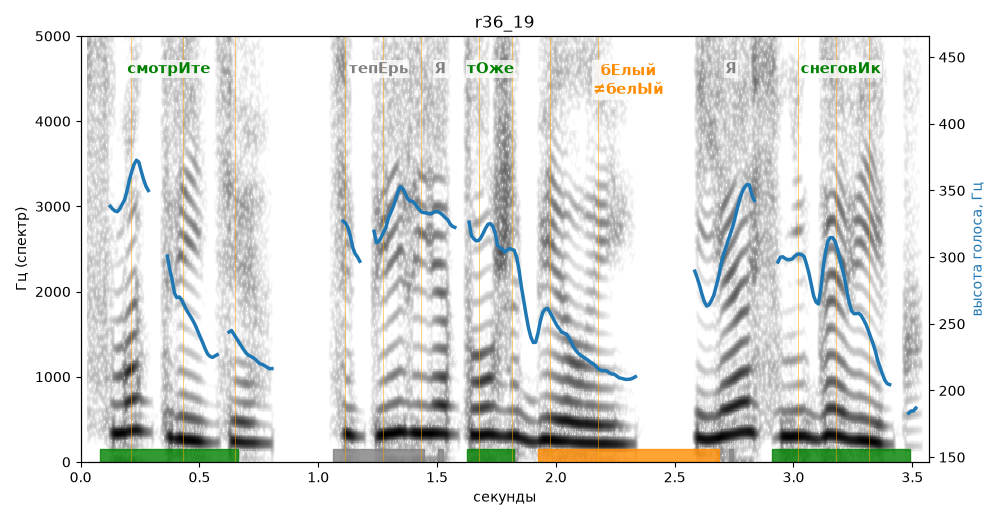 r36_19
5000
4000
3000
2000
1000
0
Гц (спектр)
смотрИте
тепЕрь
Я
тОже
бЕлый
≠белЫй
Я
снеговИк
450
400
350
300
250
200
150
высота голоса, Гц
0.0 0.5 1.0 1.5 2.0 2.5 3.0 3.5
секунды